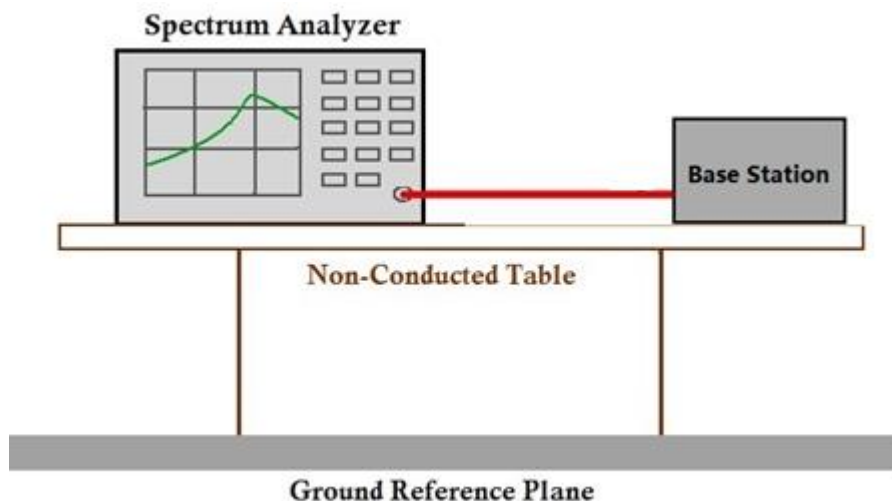 Spectrum Analyzer
Base Station
Non-Conducted Table
Ground Reference Plane